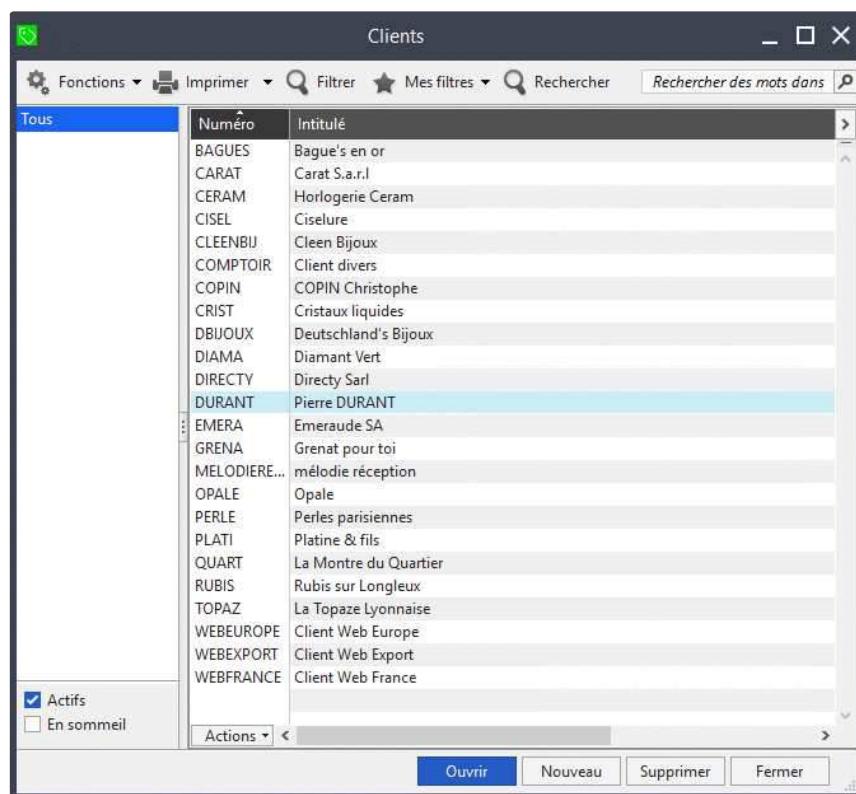 Clients
Fonctions Imprimer Filtrer Mes filtres Rechercher Rechercher des mots dans
Tous
Numéro Intitulé
BAGUES Bague's en or
CARAT Carat S.a.r.l
CERAM Horlogerie Ceram
CISEL Ciselure
CLEENBIJ Cleen Bijoux
COMPTOIR Client divers
COPIN COPIN Christophe
CRIST Cristaux liquides
DBIJOUX Deutschland's Bijoux
DIAMA Diamant Vert
DIRECTY Directy Sarl
DURANT Pierre DURANT
EMERA Emeraude SA
GRENA Grenat pour toi
MELODIERE... mélodie réception
OPALE Opale
PERLE Perles parisiennes
PLATI Platine & fils
QUART La Montre du Quartier
RUBIS Rubis sur Longleux
TOPAZ La Topaze Lyonnaise
WEBEUROPE Client Web Europe
WEBEXPORT Client Web Export
WEBFRANCE Client Web France
Actifs
En sommeil
Actions
Ouvrir Nouveau Supprimer Fermer